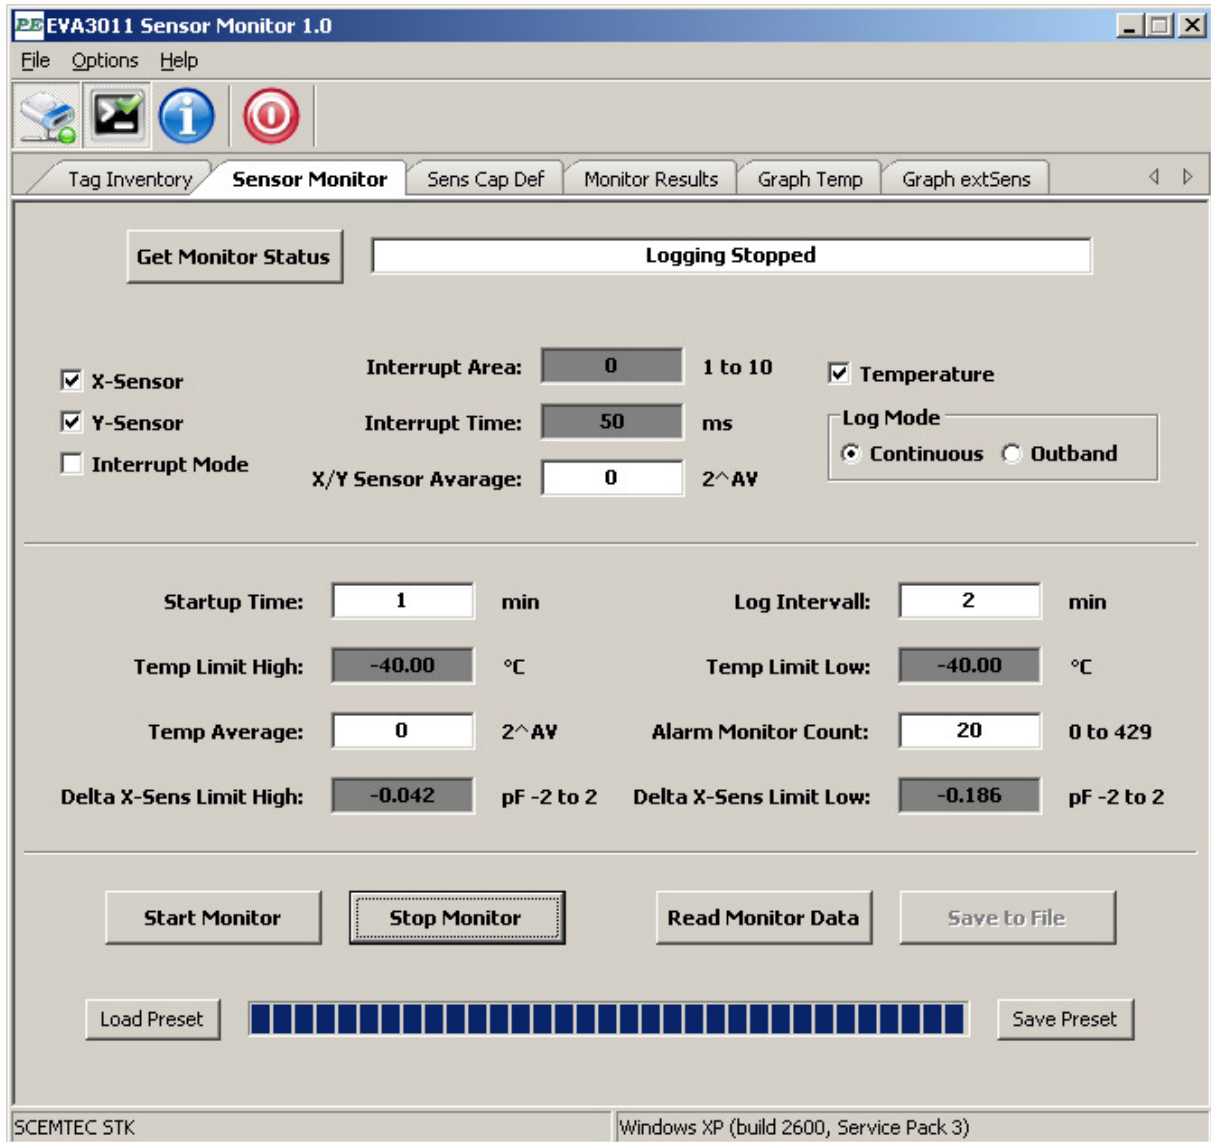 PE EVA3011 Sensor Monitor 1.0
File Options Help
Tag Inventory Sensor Monitor Sens Cap Def Monitor Results Graph Temp Graph extSens
Get Monitor Status Logging Stopped
X-Sensor Interrupt Area: 0 1 to 10 Temperature
Y-Sensor Interrupt Time: 50 ms Log Mode
Interrupt Mode X/Y Sensor Avarage: 0 2^AV Continuous Outband
Startup Time: 1 min Log Intervall: 2 min
Temp Limit High: -40.00 °C Temp Limit Low: -40.00 °C
Temp Average: 0 2^AV Alarm Monitor Count: 20 0 to 429
Delta X-Sens Limit High: -0.042 pF -2 to 2 Delta X-Sens Limit Low: -0.186 pF -2 to 2
Start Monitor Stop Monitor Read Monitor Data Save to File
Load Preset Save Preset
SCEMTEC STK Windows XP (build 2600, Service Pack 3)